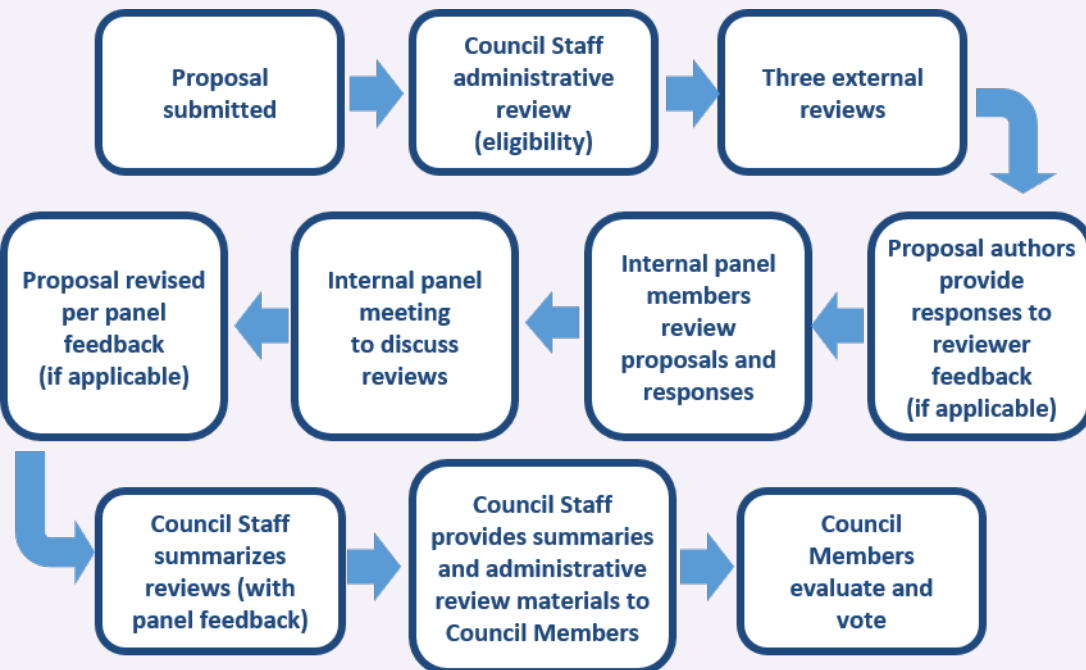 Proposal
submitted
Council Staff
administrative
review
(eligibility)
Three external
reviews
Proposal authors
provide
responses to
reviewer
feedback
(if applicable)
Internal panel
members
review
proposals and
responses
Internal panel
meeting
to discuss
reviews
Proposal revised
per panel
feedback
(if applicable)
Council Staff
summarizes
reviews (with
panel feedback)
Council Staff
provides summaries
and administrative
review materials to
Council Members
Council
Members
evaluate and
vote